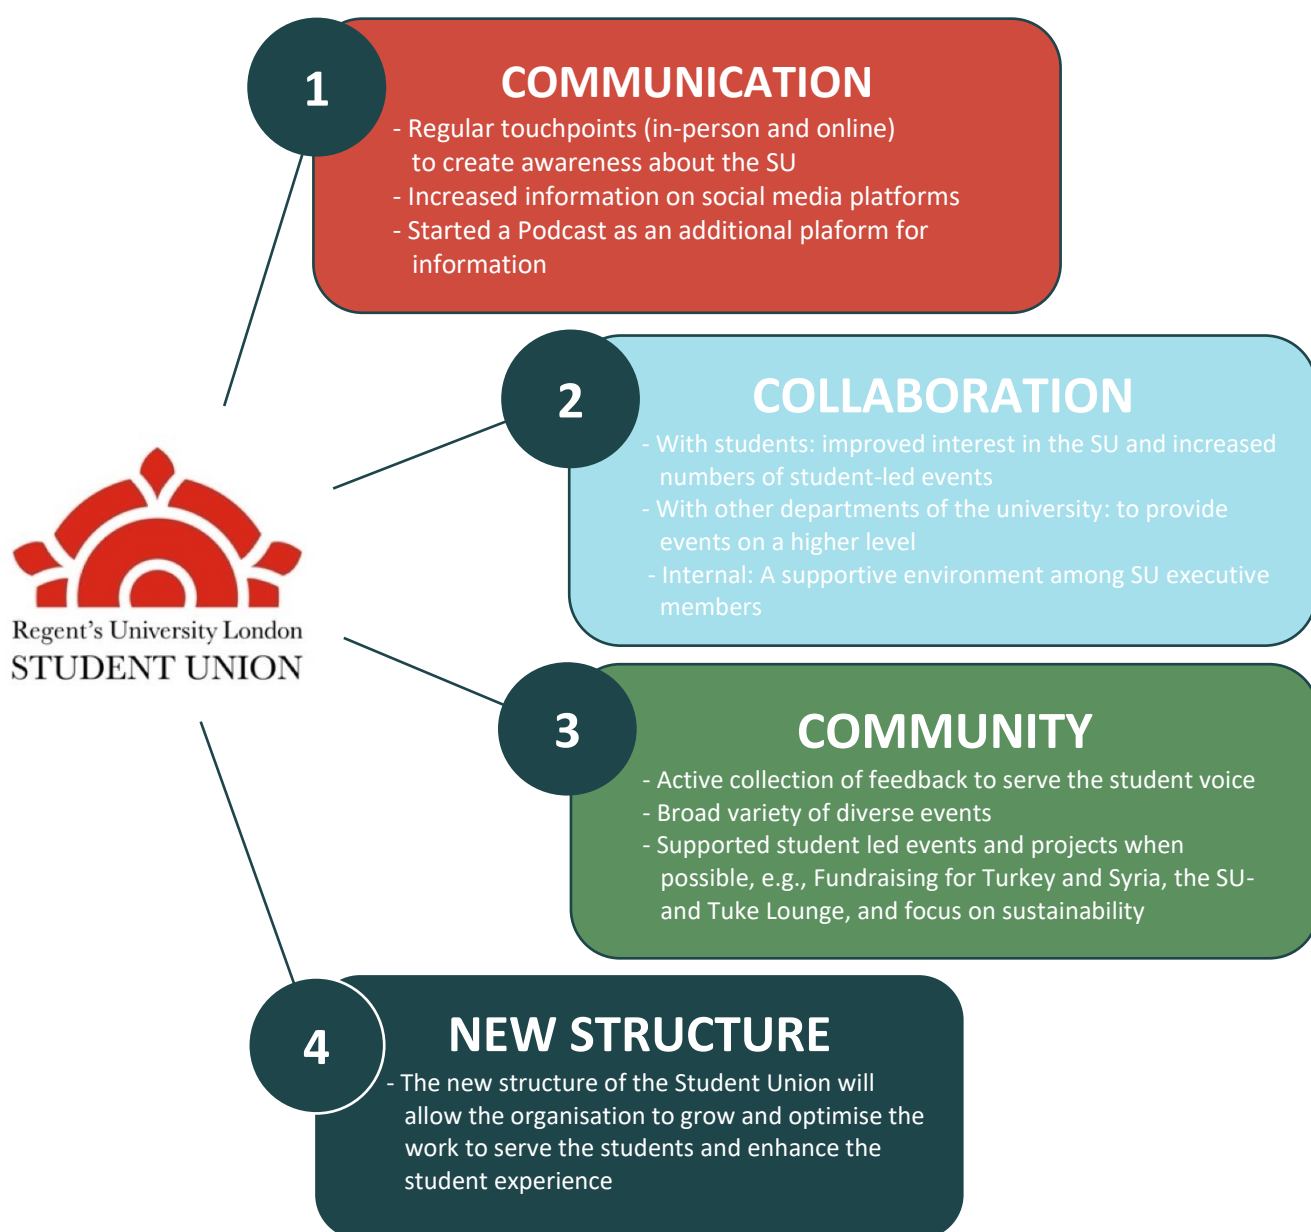 1
COMMUNICATION
- Regular touchpoints (in-person and online)
to create awareness about the SU
- Increased information on social media platforms
- Started a Podcast as an additional plaform for
information
2
COLLABORATION
- With students: improved interest in the SU and increased
numbers of student-led events
- With other departments of the university: to provide
events on a higher level
- Internal: A supportive environment among SU executive
members
Regent's University London
STUDENT UNION
3
COMMUNITY
- Active collection of feedback to serve the student voice
- Broad variety of diverse events
- Supported student led events and projects when
possible, e.g., Fundraising for Turkey and Syria, the SU-
and Tuke Lounge, and focus on sustainability
4
NEW STRUCTURE
- The new structure of the Student Union will
allow the organisation to grow and optimise the
work to serve the students and enhance the
student experience